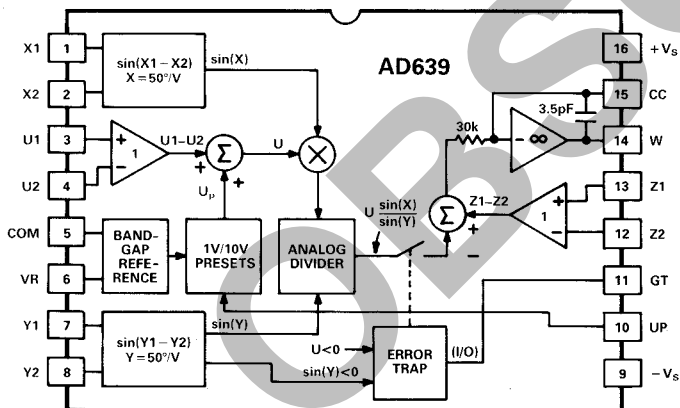 AD639
X1 1
X2 2
U1 3
U2 4
COM 5
VR 6
Y1 7
Y2 8
16 +VS
15 CC
14 W
13 Z1
12 Z2
11 GT
10 UP
9 -VS
sin(X1-X2)
X=50°/V
sin(X)
+
-
1
U1-U2
Σ
+
+
UP
U
×
BAND-
GAP
REFE-
RENCE
1V/10V
PRESETS
ANALOG
DIVIDER
U sin(X)
sin(Y)
sin(Y1-Y2)
Y=50°/V
sin(Y)
U<0
sin(Y)<0
ERROR
TRAP
(I/O)
30k
3.5pF
- ∞
Σ
+
-
Z1-Z2
1
+
-
OBSO